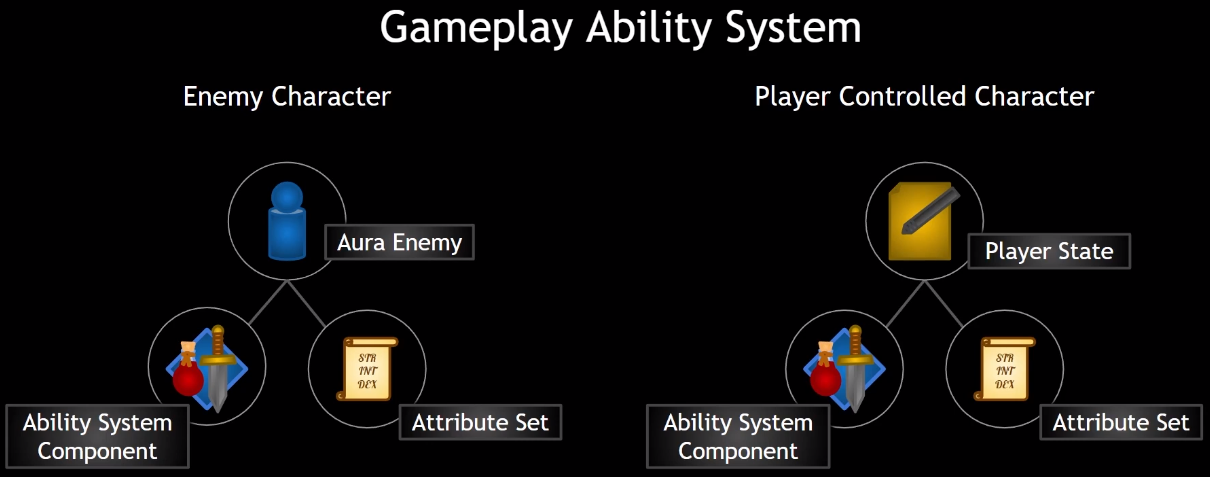 Gameplay Ability System
Enemy Character
Player Controlled Character
Aura Enemy
Player State
STR
INT
DEX
STR
INT
DEX
Ability System
Component
Attribute Set
Ability System
Component
Attribute Set